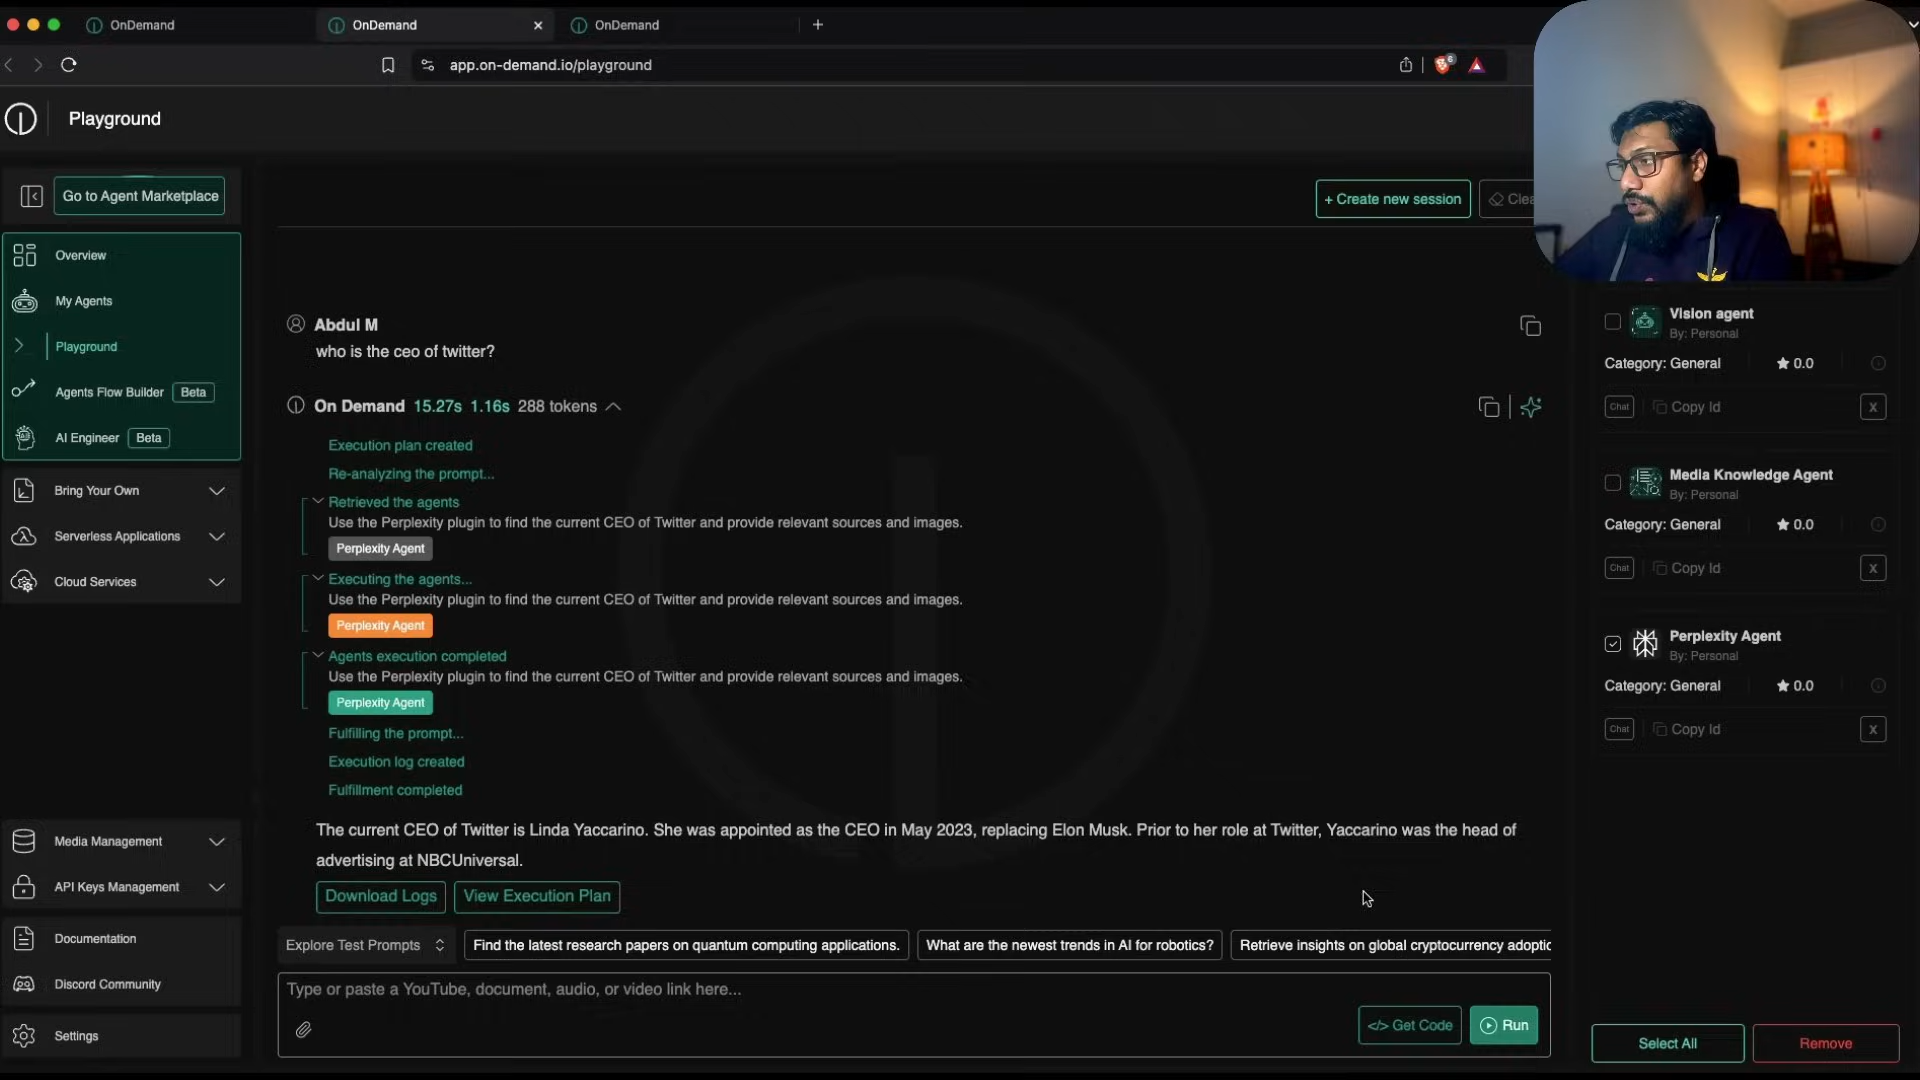 OnDemand
OnDemand
OnDemand
app.on-demand.io/playground
6
Playground
Go to Agent Marketplace
+ Create new session
Clea
Overview
My Agents
Playground
Agents Flow Builder Beta
AI Engineer Beta
Bring Your Own
Serverless Applications
Cloud Services
Media Management
API Keys Management
Documentation
Discord Community
Settings
Abdul M
who is the ceo of twitter?
On Demand 15.27s 1.16s 288 tokens
Execution plan created
Re-analyzing the prompt...
Retrieved the agents
Use the Perplexity plugin to find the current CEO of Twitter and provide relevant sources and images.
Perplexity Agent
Executing the agents...
Use the Perplexity plugin to find the current CEO of Twitter and provide relevant sources and images.
Perplexity Agent
Agents execution completed
Use the Perplexity plugin to find the current CEO of Twitter and provide relevant sources and images.
Perplexity Agent
Fulfilling the prompt...
Execution log created
Fulfillment completed
The current CEO of Twitter is Linda Yaccarino. She was appointed as the CEO in May 2023, replacing Elon Musk. Prior to her role at Twitter, Yaccarino was the head of
advertising at NBCUniversal.
Download Logs View Execution Plan
Explore Test Prompts Find the latest research papers on quantum computing applications. What are the newest trends in AI for robotics? Retrieve insights on global cryptocurrency adoptic
Type or paste a YouTube, document, audio, or video link here...
</> Get Code Run
Vision agent
By: Personal
Category: General 0.0
Chat Copy Id X
Media Knowledge Agent
By: Personal
Category: General 0.0
Chat Copy Id X
Perplexity Agent
By: Personal
Category: General 0.0
Chat Copy Id X
Select All Remove